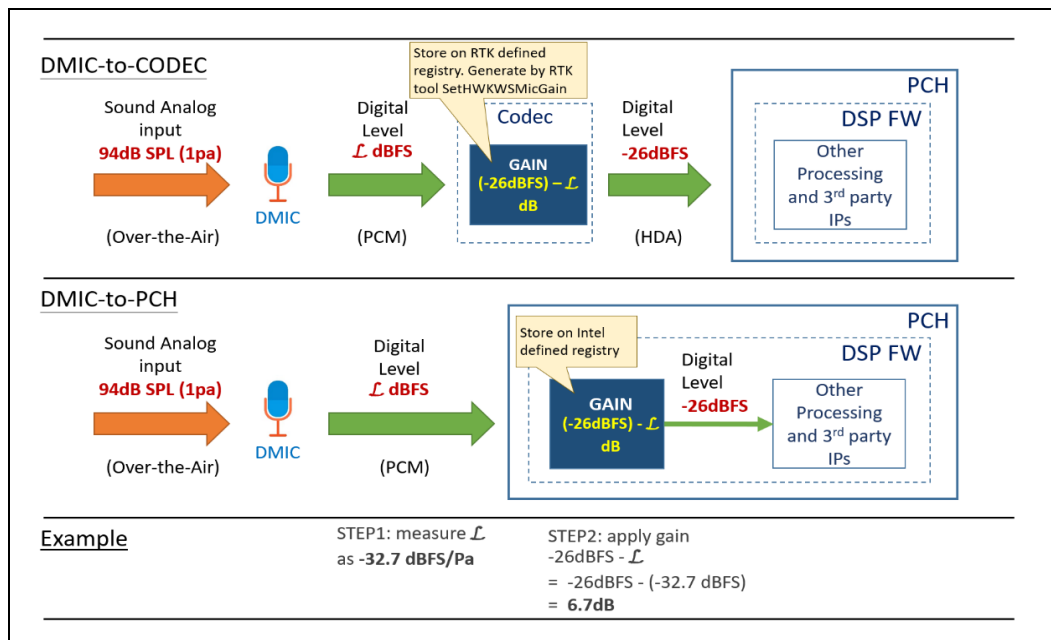 DMIC-to-CODEC
Sound Analog
input
94dB SPL (1pa)
(Over-the-Air)
DMIC
Digital
Level
ℒ dBFS
(PCM)
Store on RTK defined
registry. Generate by RTK
tool SetHWKWSMicGain
Codec
GAIN
(-26dBFS) – ℒ
dB
Digital
Level
-26dBFS
(HDA)
PCH
DSP FW
Other
Processing
and 3rd party
IPs
DMIC-to-PCH
Sound Analog
input
94dB SPL (1pa)
(Over-the-Air)
DMIC
Digital
Level
ℒ dBFS
(PCM)
Store on Intel
defined registry
GAIN
(-26dBFS) - ℒ
dB
Digital
Level
-26dBFS
PCH
DSP FW
Other
Processing
and 3rd party
IPs
Example
STEP1: measure ℒ
as -32.7 dBFS/Pa
STEP2: apply gain
-26dBFS - ℒ
= -26dBFS - (-32.7 dBFS)
= 6.7dB